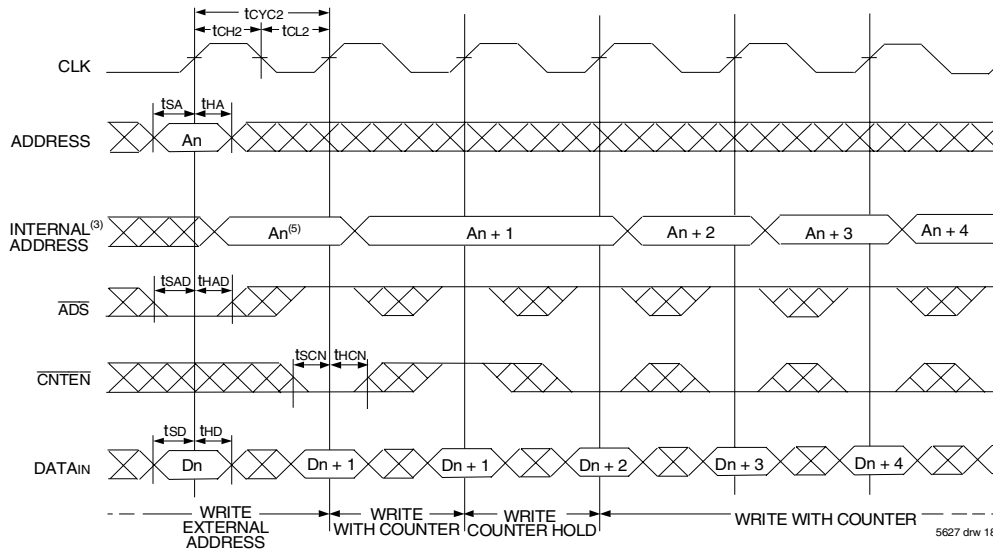 tCYC2
tCH2 tCL2
CLK
tSA tHA
ADDRESS An
INTERNAL(3)
ADDRESS
An(5) An + 1 An + 2 An + 3 An + 4
tSAD tHAD
ADS
tSCN tHCN
CNTEN
tSD tHD
DATAIN Dn Dn + 1 Dn + 1 Dn + 2 Dn + 3 Dn + 4
WRITE
EXTERNAL
ADDRESS
WRITE
WITH COUNTER
WRITE
COUNTER HOLD
WRITE WITH COUNTER
5627 drw 18